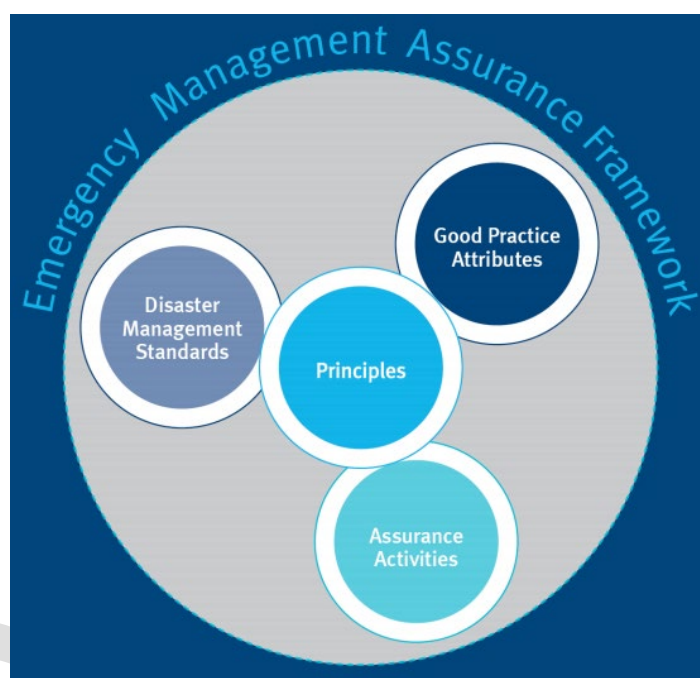 Emergency Management Assurance Framework
Good Practice
Attributes
Disaster
Management
Standards
Principles
Assurance
Activities